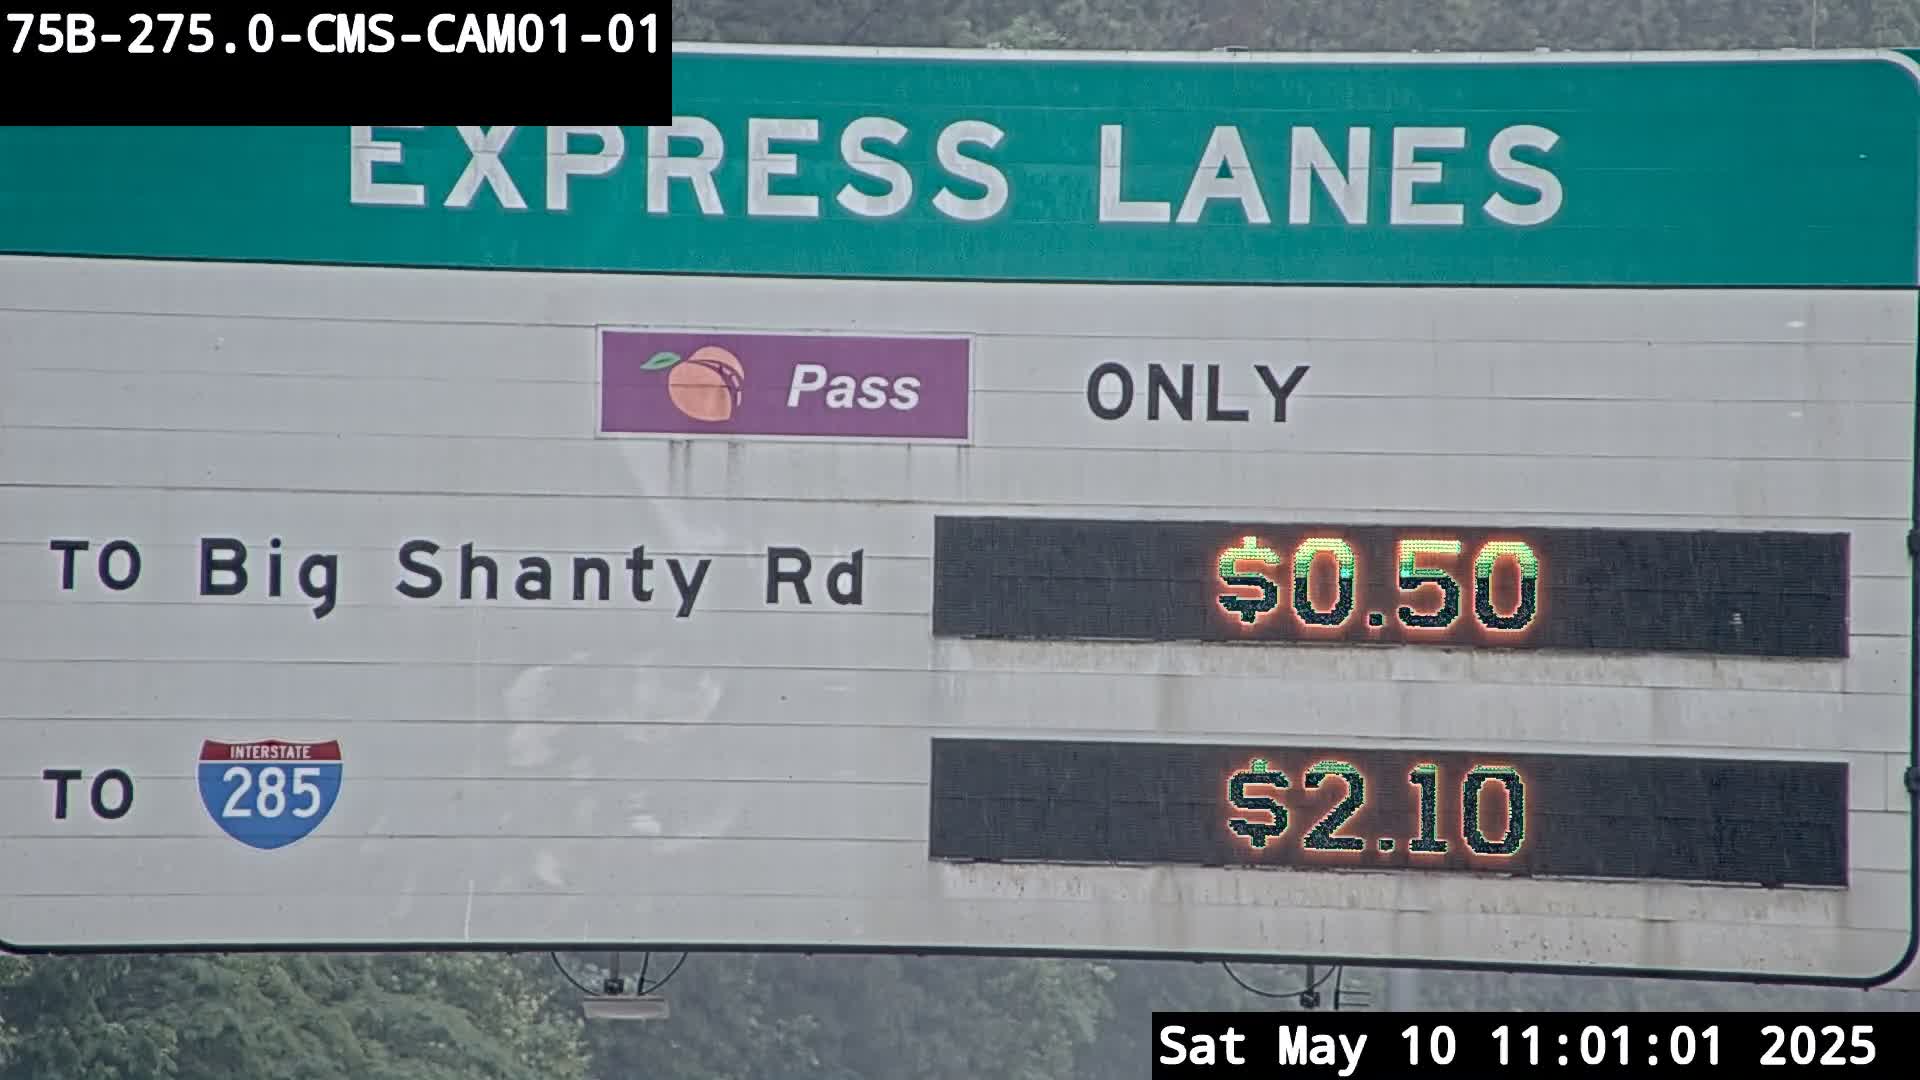 75B-275.0-CMS-CAM01-01
EXPRESS LANES
Pass ONLY
TO Big Shanty Rd $0.50
INTERSTATE
TO 285 $2.10
Sat May 10 11:01:01 2025